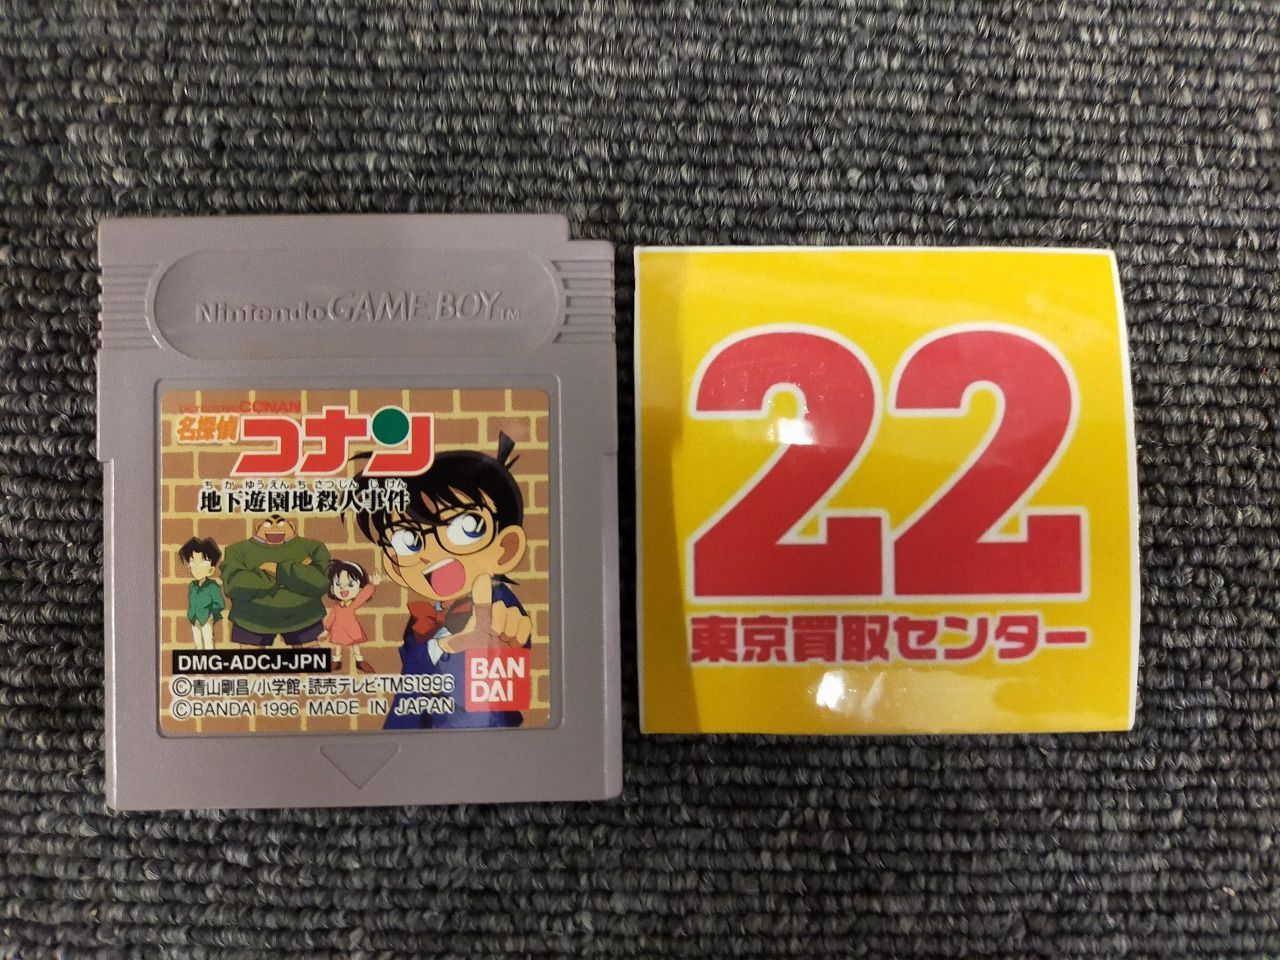 Nintendo GAME BOY TM
DETECTIVE CONAN
名探偵
コナン
ちかゆうえんちさつじんじけん
地下遊園地殺人事件
DMG-ADCJ-JPN
©青山剛昌/小学館・読売テレビ・TMS1996
©BANDAI 1996 MADE IN JAPAN
BAN
DAI
22
東京買取センター